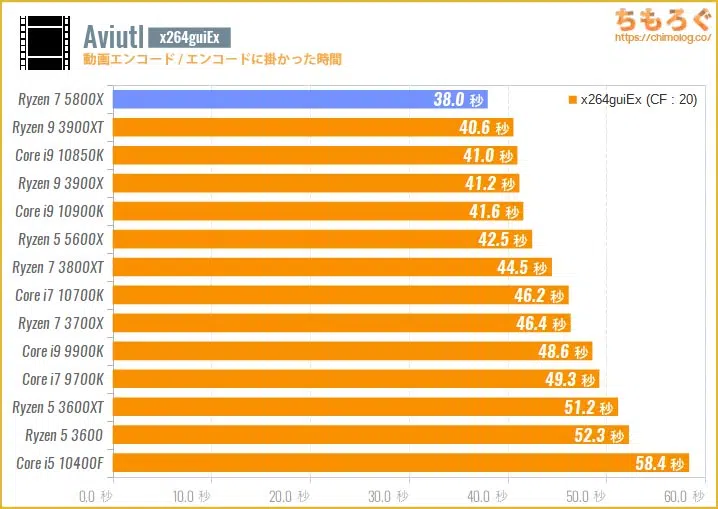 Aviutl x264guiEx
動画エンコード / エンコードに掛かった時間
ちもろぐ
https://chimolog.co/
x264guiEx (CF : 20)
Ryzen 7 5800X 38.0 秒
Ryzen 9 3900XT 40.6 秒
Core i9 10850K 41.0 秒
Ryzen 9 3900X 41.2 秒
Core i9 10900K 41.6 秒
Ryzen 5 5600X 42.5 秒
Ryzen 7 3800XT 44.5 秒
Core i7 10700K 46.2 秒
Ryzen 7 3700X 46.4 秒
Core i9 9900K 48.6 秒
Core i7 9700K 49.3 秒
Ryzen 5 3600XT 51.2 秒
Ryzen 5 3600 52.3 秒
Core i5 10400F 58.4 秒
0.0 秒 10.0 秒 20.0 秒 30.0 秒 40.0 秒 50.0 秒 60.0 秒